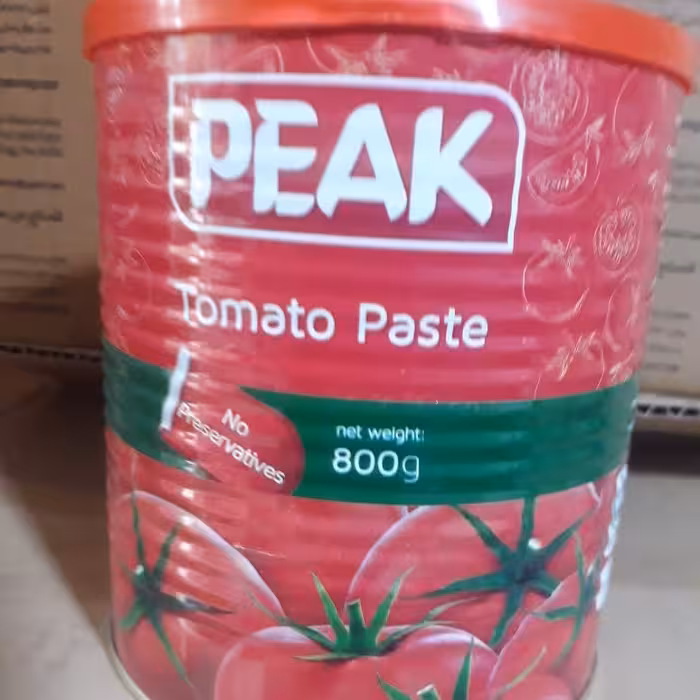 PEAK
Tomato Paste
No
Preservatives
net weight:
800g